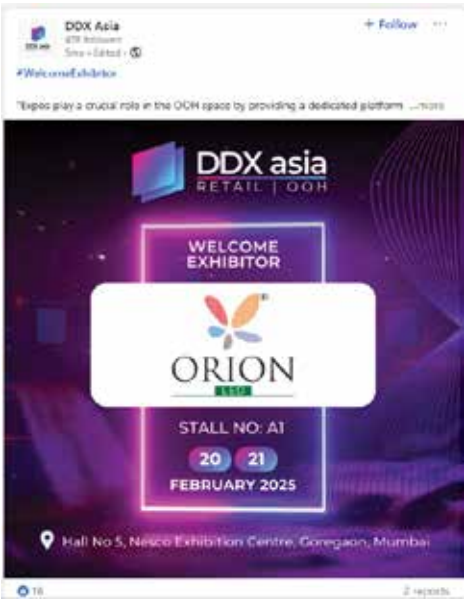 DDX Asia
+ Follow
5mo • Edited •
#WelcomeExhibitor
"Expos play a crucial role in the OOH space by providing a dedicated platform ...more
DDX asia
RETAIL | OOH
WELCOME
EXHIBITOR
ORION
LED
STALL NO: A1
20 21
FEBRUARY 2025
Hall No 5, Nesco Exhibition Centre, Goregaon, Mumbai
2 reposts